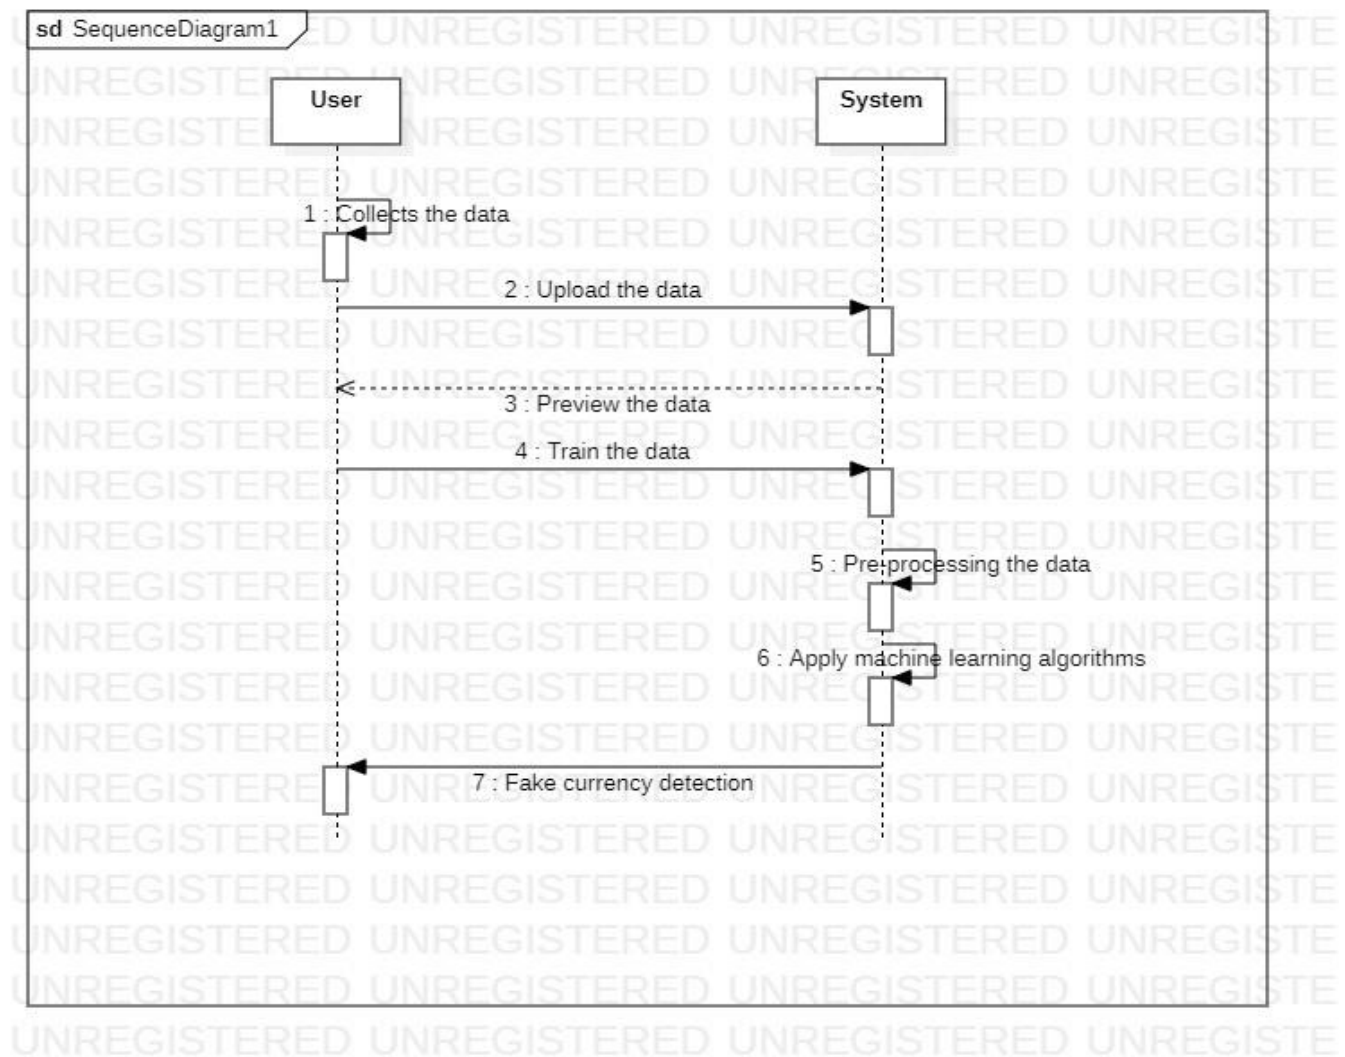 sd SequenceDiagram1
User
System
1 : Collects the data
2 : Upload the data
3 : Preview the data
4 : Train the data
5 : Pre-processing the data
6 : Apply machine learning algorithms
7 : Fake currency detection
UNREGISTERED UNREGISTERED UNREGISTERED UNREGISTE